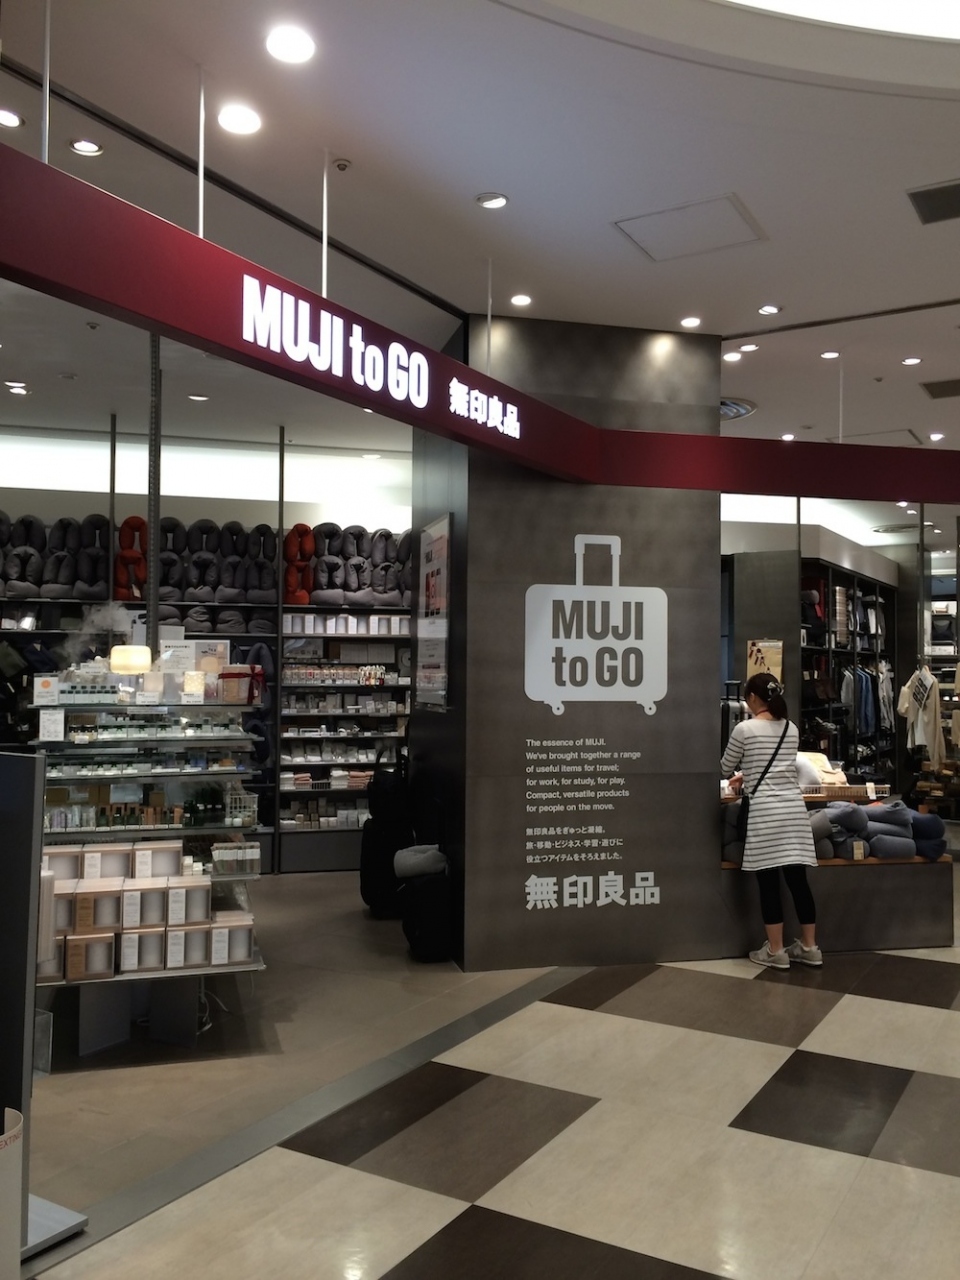 MUJI to GO 無印良品
MUJI
to GO
The essence of MUJI.
We've brought together a range
of useful items for travel;
for work, for study, for play.
Compact, versatile products
for people on the move.
無印良品をぎゅっと凝縮。
旅・移動・ビジネス・学習・遊びに
役立つアイテムをそろえました。
無印良品